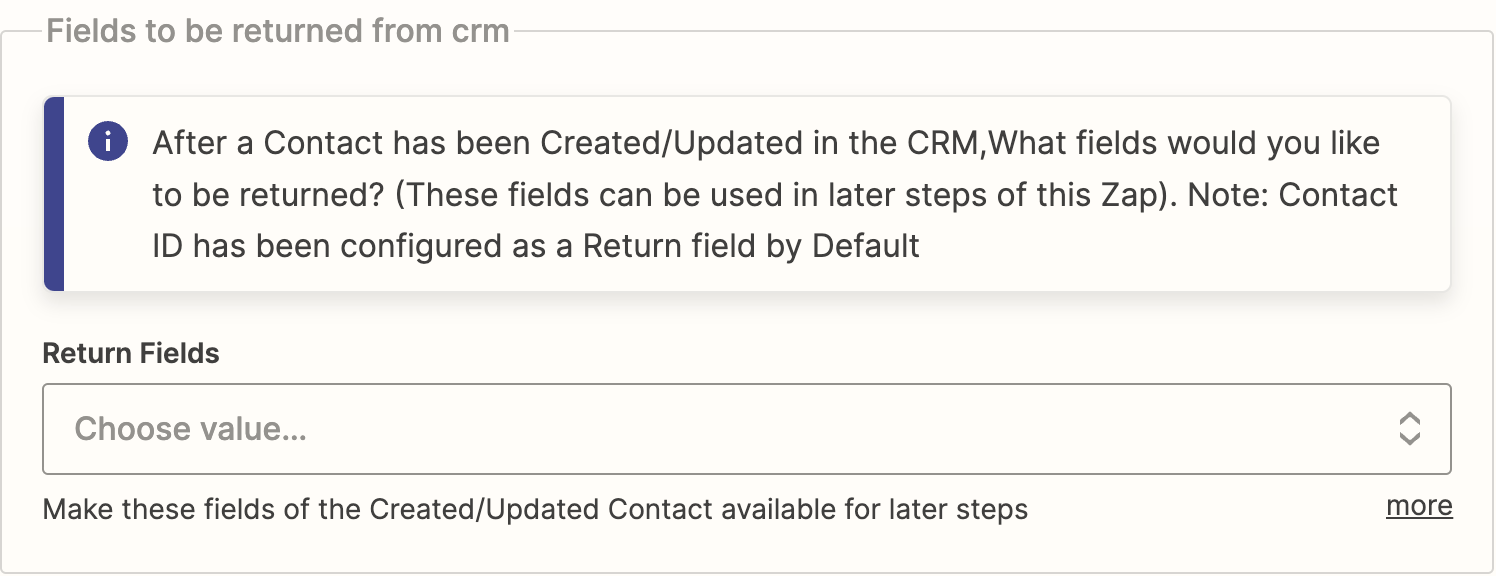 Fields to be returned from crm
After a Contact has been Created/Updated in the CRM,What fields would you like
to be returned? (These fields can be used in later steps of this Zap). Note: Contact
ID has been configured as a Return field by Default
Return Fields
Choose value...
Make these fields of the Created/Updated Contact available for later steps
more